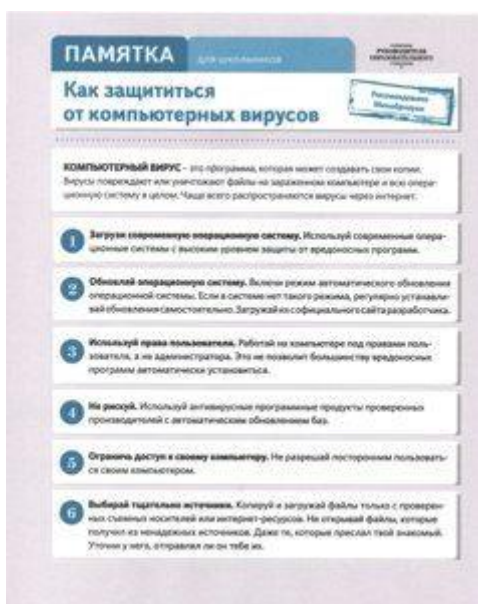 ПАМЯТКА для школьников
РУКОВОДИТЕЛЯ
ОБРАЗОВАТЕЛЬНОГО
Как защититься
от компьютерных вирусов
Рекомендовано
Минобрнауки
КОМПЬЮТЕРНЫЙ ВИРУС – это программа, которая может создавать свои копии.
Вирусы повреждают или уничтожают файлы на зараженном компьютере и всю опера-
ционную систему в целом. Чаще всего распространяются вирусы через интернет.
1 Загрузи современную операционную систему. Используй современные опера-
ционные системы с высоким уровнем защиты от вредоносных программ.
2 Обновляй операционную систему. Включи режим автоматического обновления
операционной системы. Если в системе нет такого режима, регулярно устанавли-
вай обновления самостоятельно. Загружай их с официального сайта разработчика.
3 Используй права пользователя. Работай на компьютере под правами поль-
зователя, а не администратора. Это не позволит большинству вредоносных
программ автоматически установиться.
4 Не рискуй. Используй антивирусные программные продукты проверенных
производителей с автоматическим обновлением баз.
5 Ограничь доступ к своему компьютеру. Не разрешай посторонним пользовать-
ся своим компьютером.
6 Выбирай тщательно источники. Копируй и загружай файлы только с проверен-
ных съемных носителей или интернет-ресурсов. Не открывай файлы, которые
получил из ненадежных источников. Даже те, которые прислал твой знакомый.
Уточни у него, отправлял ли он тебе их.